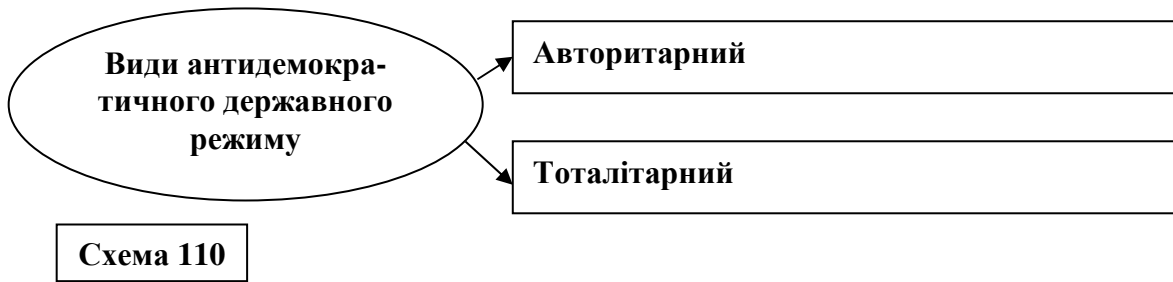 Види антидемокра-
тичного державного
режиму
Авторитарний
Тоталітарний
Схема 110